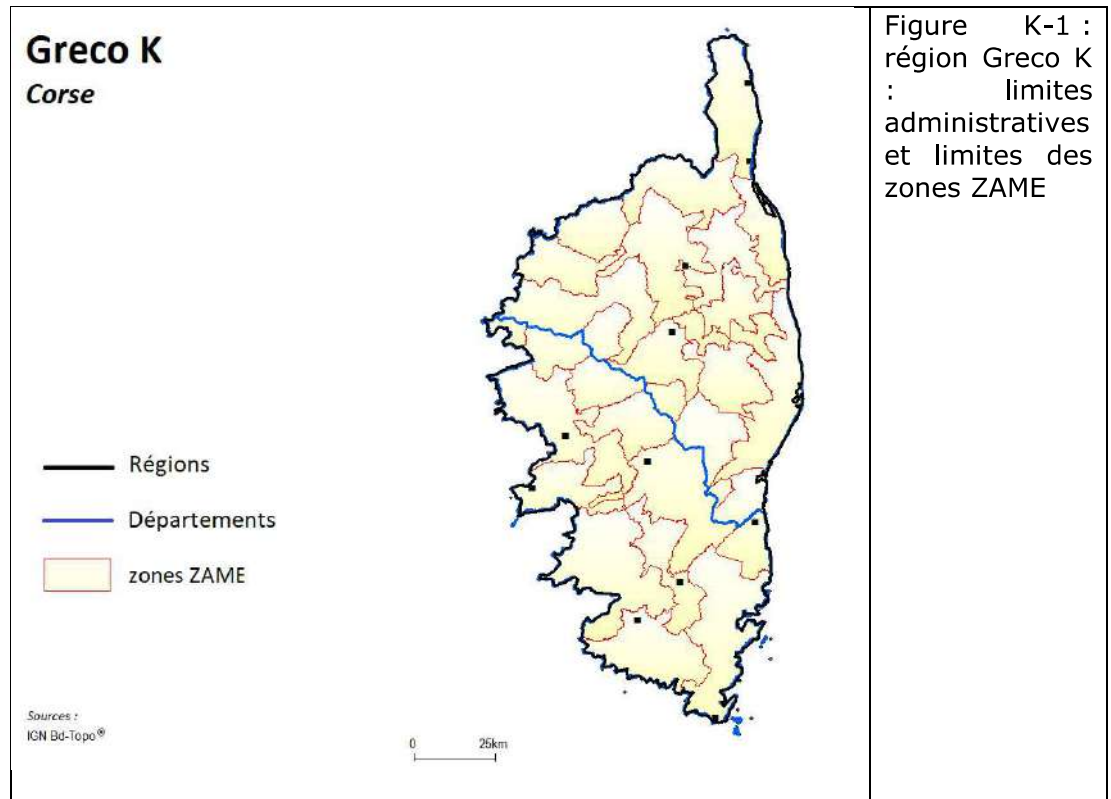 Greco K
Corse
Régions
Départements
zones ZAME
Sources :
IGN Bd-Topo®
0 25km
Figure K-1 :
région Greco K
: limites
administratives
et limites des
zones ZAME